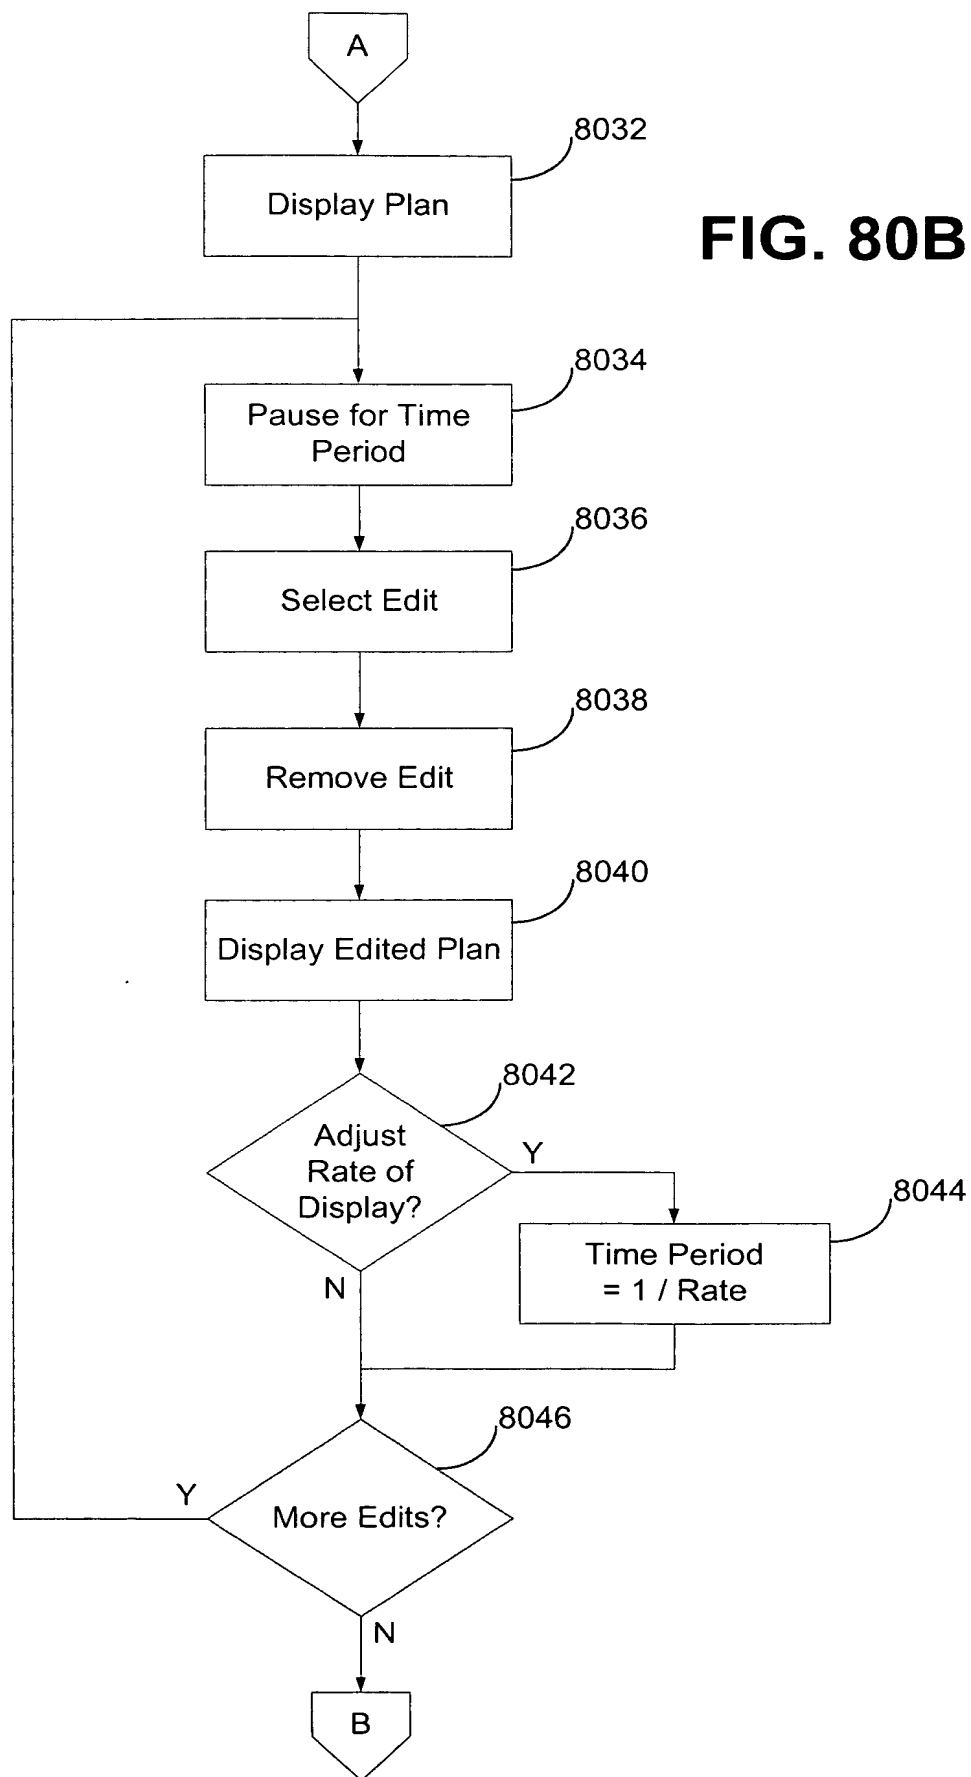 A
8032
Display Plan
FIG. 80B
8034
Pause for Time
Period
8036
Select Edit
8038
Remove Edit
8040
Display Edited Plan
8042
Adjust
Rate of
Display?
Y
8044
Time Period
= 1 / Rate
N
8046
Y
More Edits?
N
B